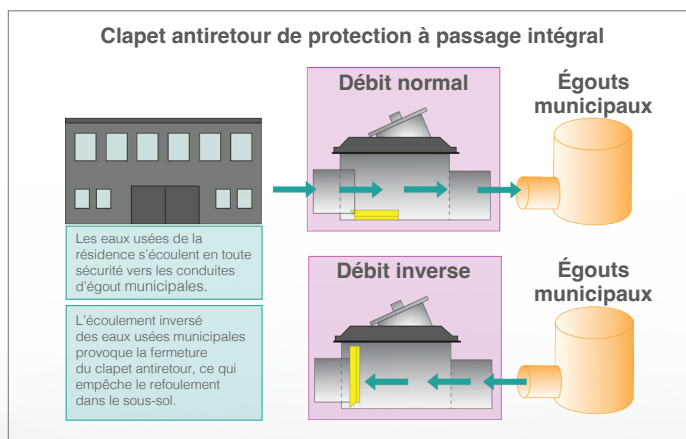 Clapet antiretour de protection à passage intégral
Débit normal
Égouts
municipaux
Les eaux usées de la
résidence s'écoulent en toute
sécurité vers les conduites
d'égout municipales.
Débit inverse
Égouts
municipaux
L'écoulement inversé
des eaux usées municipales
provoque la fermeture
du clapet antiretour, ce qui
empêche le refoulement
dans le sous-sol.